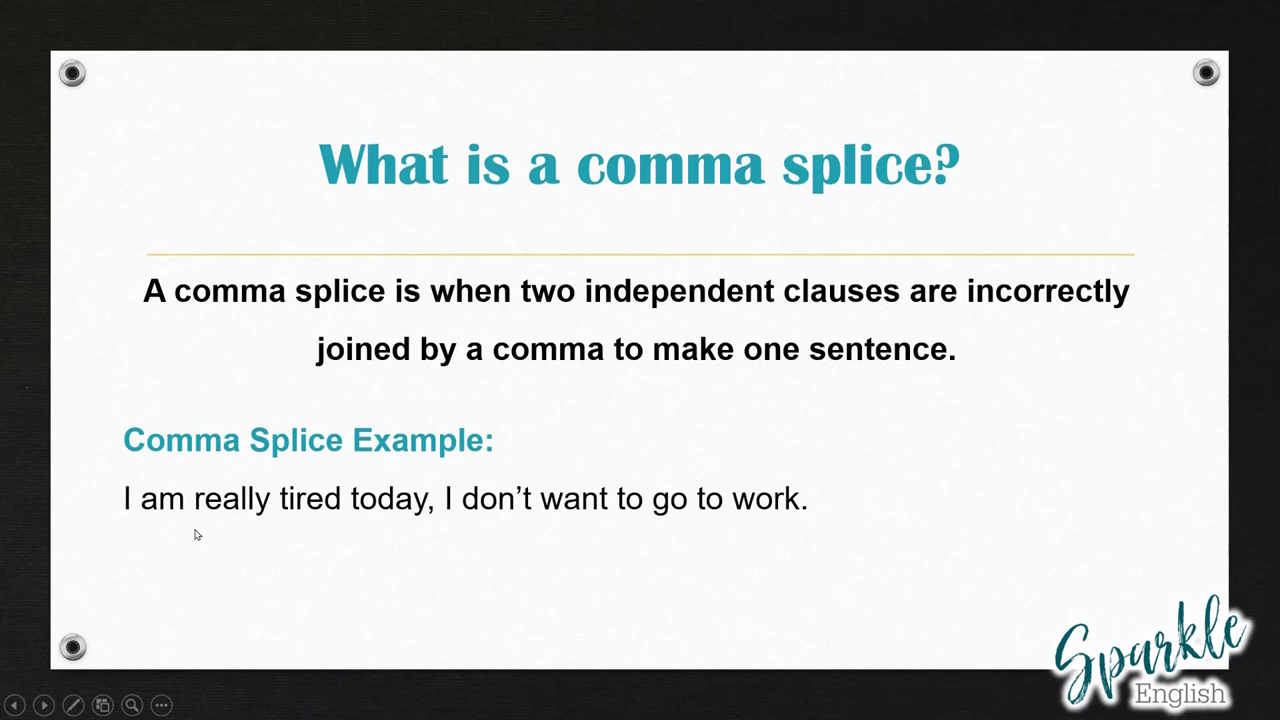 What is a comma splice?
A comma splice is when two independent clauses are incorrectly
joined by a comma to make one sentence.
Comma Splice Example:
I am really tired today, I don’t want to go to work.
Sparkle
English